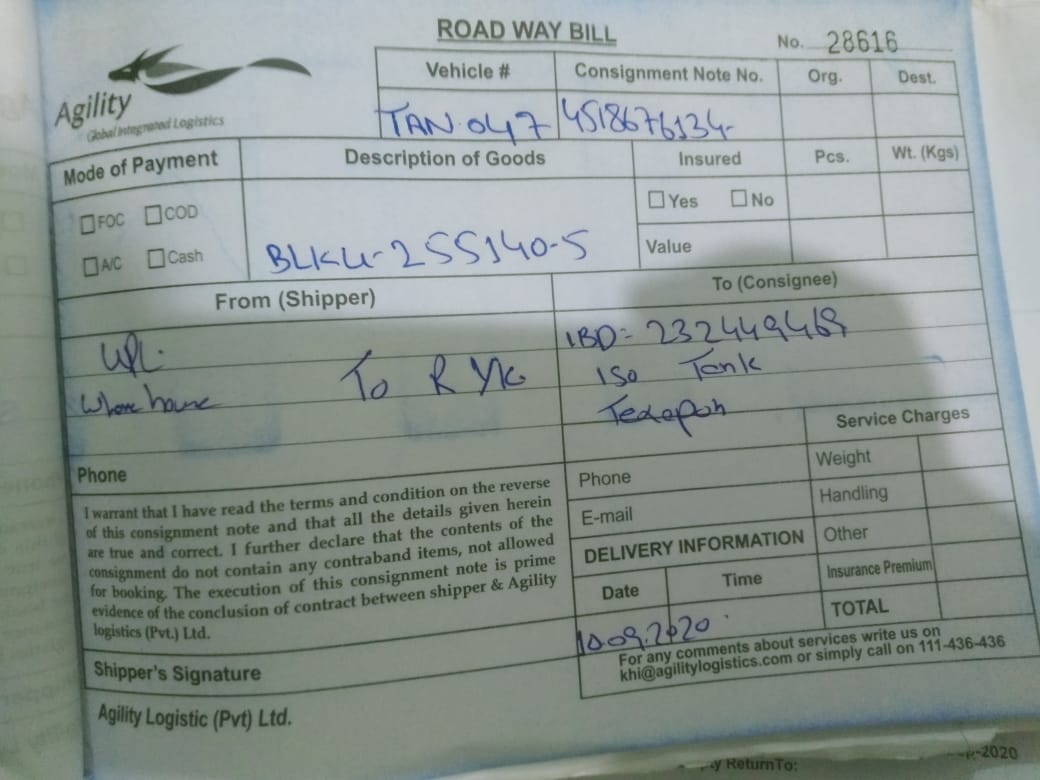 ROAD WAY BILL
No. 28616
Agility
Global Integrated Logistics
Vehicle # Consignment Note No. Org. Dest.
TAN-047 4518676134-
Mode of Payment Description of Goods Insured Pcs. Wt. (Kgs)
FOC COD Yes No
A/C Cash Value
BLKU-255140-5
From (Shipper) To (Consignee)
UPL.
IBD= 232449469
To R Yk
ISO Tank
Phone
Service Charges
Phone Weight
E-mail Handling
DELIVERY INFORMATION Other
Date Time Insurance Premium
10.09.2020
TOTAL
I warrant that I have read the terms and condition on the reverse
of this consignment note and that all the details given herein
are true and correct. I further declare that the contents of the
consignment do not contain any contraband items, not allowed
for booking. The execution of this consignment note is prime
evidence of the conclusion of contract between shipper & Agility
logistics (Pvt.) Ltd.
For any comments about services write us on
khi@agilitylogistics.com or simply call on 111-436-436
Shipper's Signature
Agility Logistic (Pvt) Ltd.
-2020
y ReturnTo: